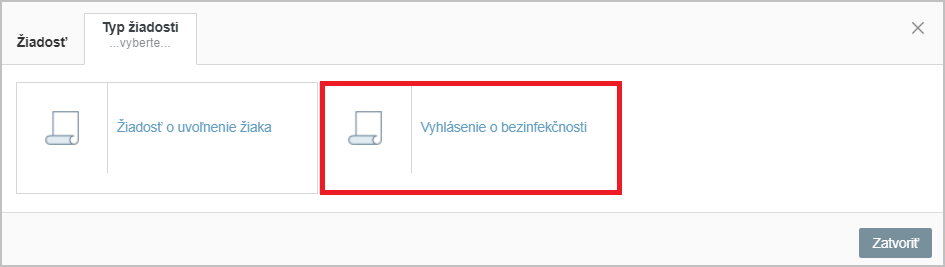 Žiadosť
Typ žiadosti
...vyberte...
Žiadosť o uvoľnenie žiaka
Vyhlásenie o bezinfekčnosti
Zatvoriť